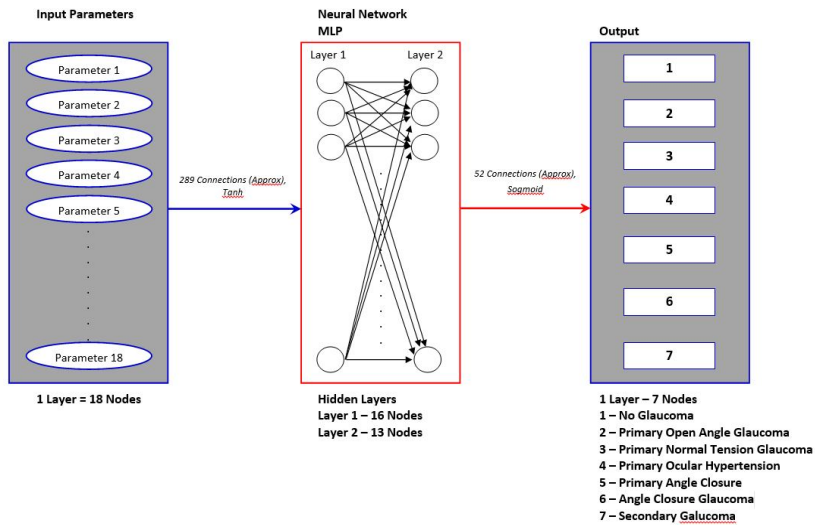 Input Parameters
Parameter 1
Parameter 2
Parameter 3
Parameter 4
Parameter 5
Parameter 18
1 Layer = 18 Nodes
289 Connections (Approx),
Tanh
Neural Network
MLP
Layer 1
Layer 2
Hidden Layers
Layer 1 – 16 Nodes
Layer 2 – 13 Nodes
52 Connections (Approx),
Sogmoid
Output
1
2
3
4
5
6
7
1 Layer – 7 Nodes
1 – No Glaucoma
2 – Primary Open Angle Glaucoma
3 – Primary Normal Tension Glaucoma
4 – Primary Ocular Hypertension
5 – Primary Angle Closure
6 – Angle Closure Glaucoma
7 – Secondary Galucoma